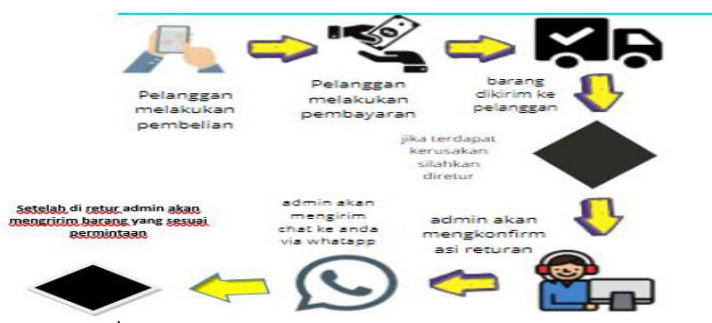 Pelanggan
melakukan
pembelian
Pelanggan
melakukan
pembayaran
barang
dikirim ke
pelanggan
jika terdapat
kerusakan
silahkan
diretur
admin akan
mengkonfirm
asi returan
admin akan
mengirim
chat ke anda
via whatapp
Setelah di retur admin akan
mengririm barang yang sesuai
permintaan